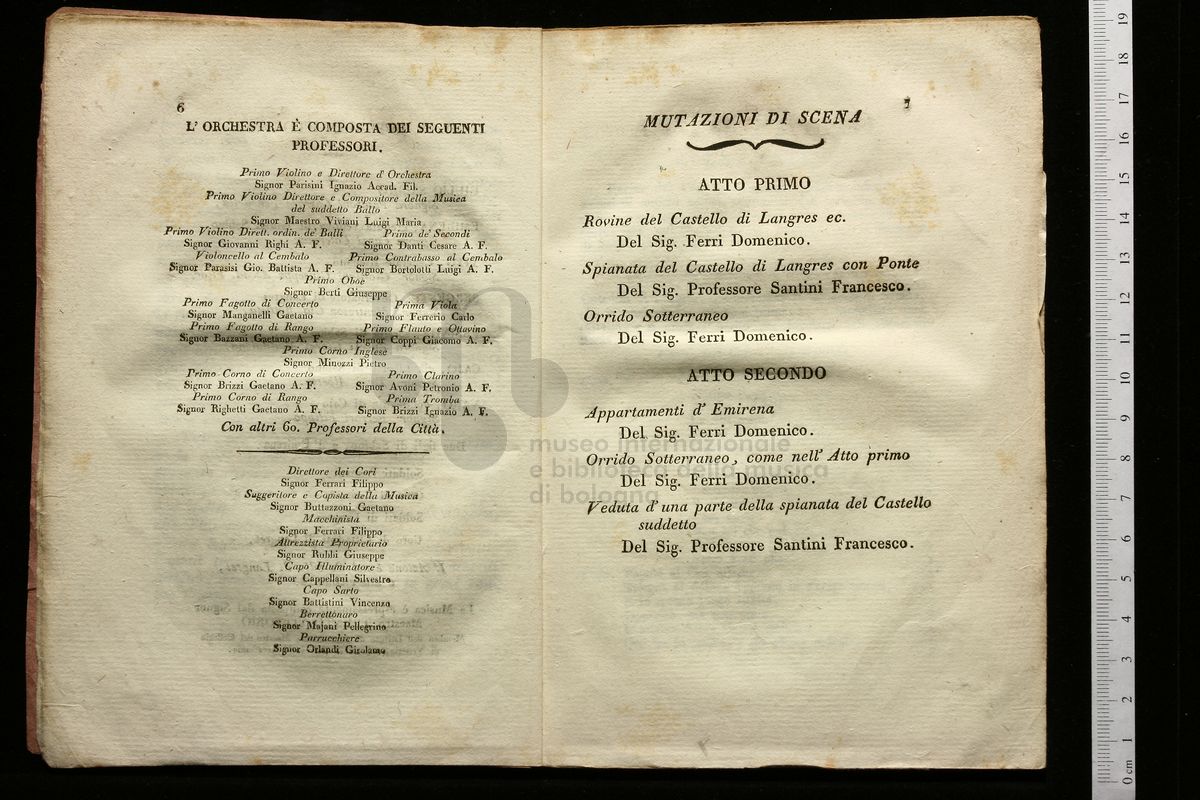 6
L' ORCHESTRA È COMPOSTA DEI SEGUENTI
PROFESSORI.
Primo Violino e Direttore d' Orchestra
Signor Parisini Ignazio Accad. Fil.
Primo Violino Direttore e Compositore della Musica
del suddetto Ballo
Signor Maestro Viviani Luigi Maria
Primo Violino Dirett. ordin. de' Balli Primo de' Secondi
Signor Giovanni Righi A. F. Signor Danti Cesare A. F.
Violoncello al Cembalo Primo Contrabasso al Cembalo
Signor Parasisi Gio. Battista A. F. Signor Bortolotti Luigi A. F.
Primo Oboe
Signor Berti Giuseppe
Primo Fagotto di Concerto Prima Viola
Signor Manganelli Gaetano Signor Ferrerio Carlo
Primo Fagotto di Rango Primo Flauto e Ottavino
Signor Bazzani Gaetano A. F. Signor Coppi Giacomo A. F.
Primo Corno Inglese
Signor Minozzi Pietro
Primo Corno di Concerto Primo Clarino
Signor Brizzi Gaetano A. F. Signor Avoni Petronio A. F.
Primo Corno di Rango Prima Tromba
Signor Righetti Gaetano A. F. Signor Brizzi Ignazio A. F.
Con altri 60. Professori della Città.
Direttore dei Cori
Signor Ferrari Filippo
Suggeritore e Copista della Musica
Signor Buttazzoni Gaetano
Macchinista
Signor Ferrari Filippo
Attrezzista Proprietario
Signor Rubbi Giuseppe
Capo Illuminatore
Signor Cappellani Silvestro
Capo Sarto
Signor Battistini Vincenzo
Berrettonaro
Signor Majani Pellegrino
Parrucchiere
Signor Orlandi Girolamo
7
MUTAZIONI DI SCENA
ATTO PRIMO
Rovine del Castello di Langres ec.
Del Sig. Ferri Domenico.
Spianata del Castello di Langres con Ponte
Del Sig. Professore Santini Francesco.
Orrido Sotterraneo
Del Sig. Ferri Domenico.
ATTO SECONDO
Appartamenti d' Emirena
Del Sig. Ferri Domenico.
Orrido Sotterraneo, come nell' Atto primo
Del Sig. Ferri Domenico.
Veduta d' una parte della spianata del Castello
suddetto
Del Sig. Professore Santini Francesco.
museo internazionale
e biblioteca della musica
di bologna
0 cm 1 2 3 4 5 6 7 8 9 10 11 12 13 14 15 16 17 18 19